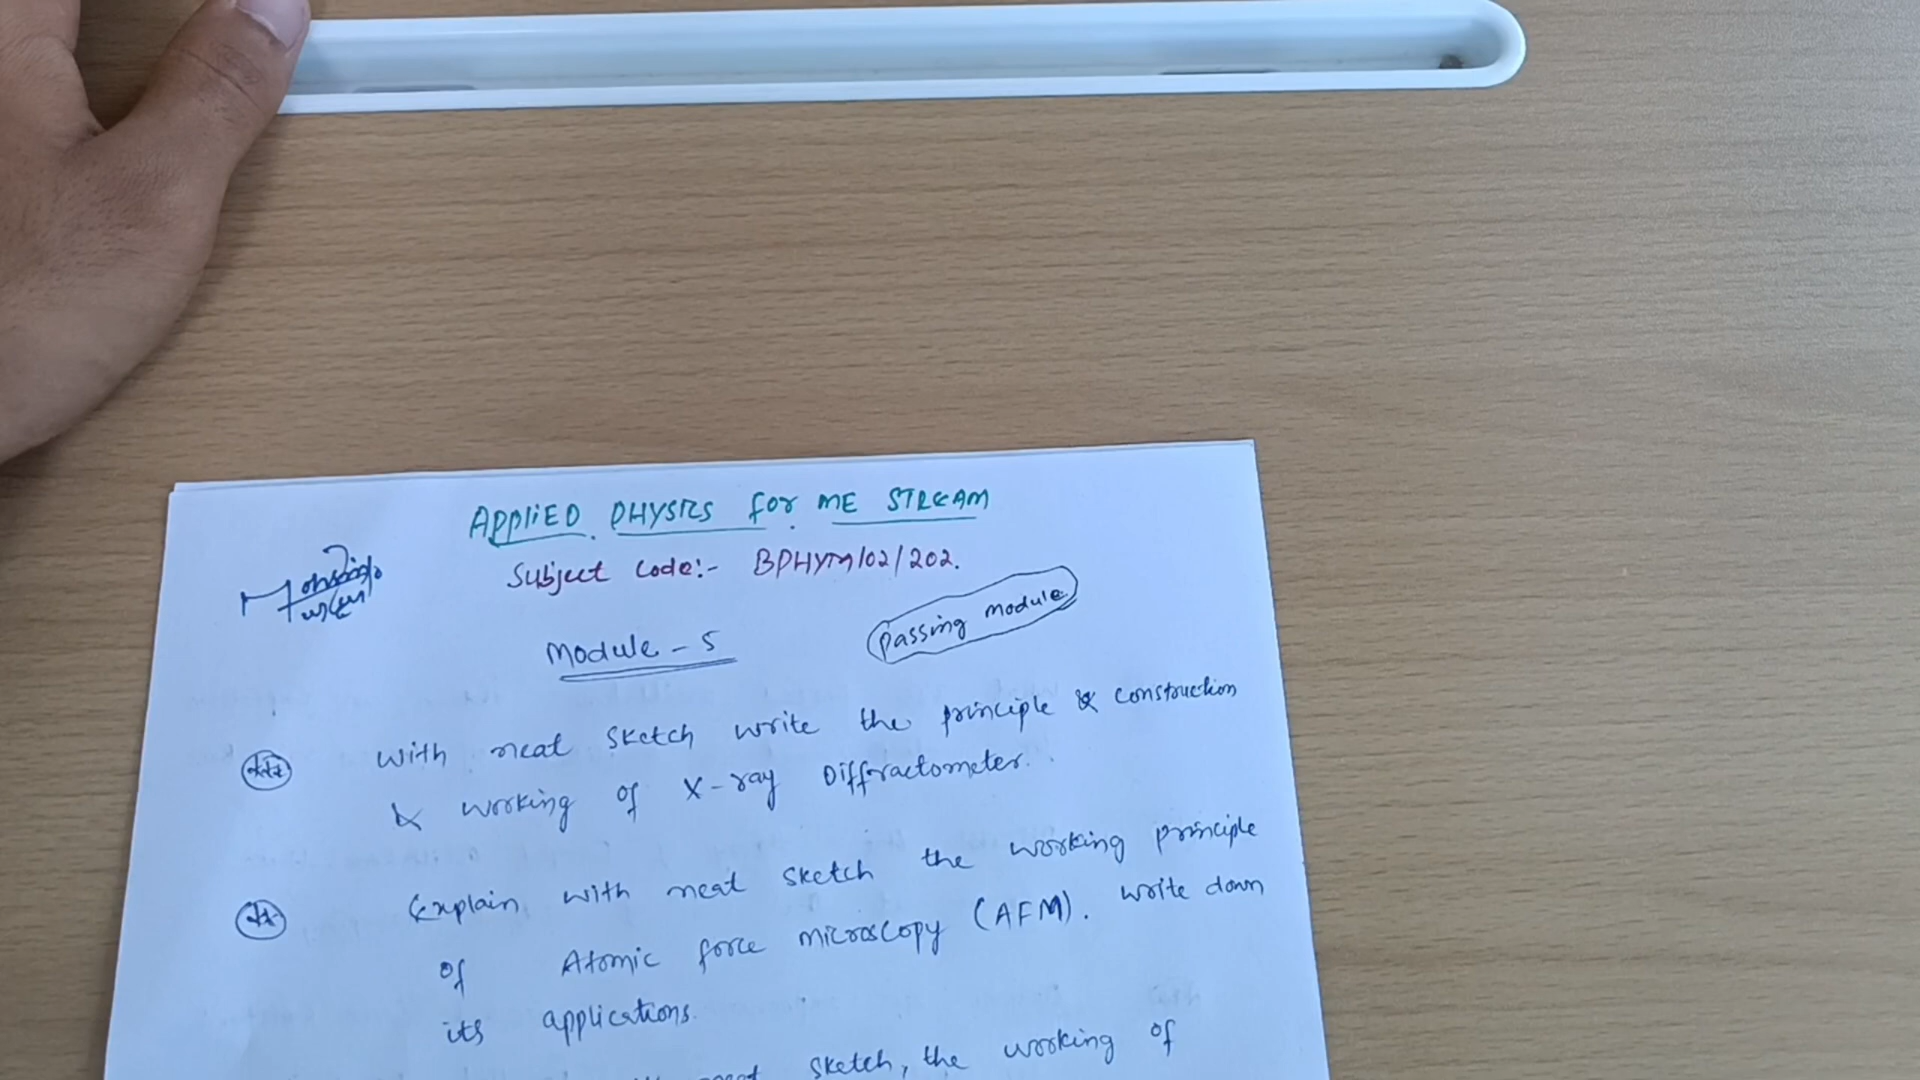 APPLIED PHYSICS for ME STREAM
Subject Code:- BPHYM102/202.
Module - 5
Passing module
With neat sketch write the principle & construction
& working of X-ray Diffractometer.
Explain with neat sketch the working principle
of Atomic force microscopy (AFM). Write down
its applications.
neat sketch, the working of